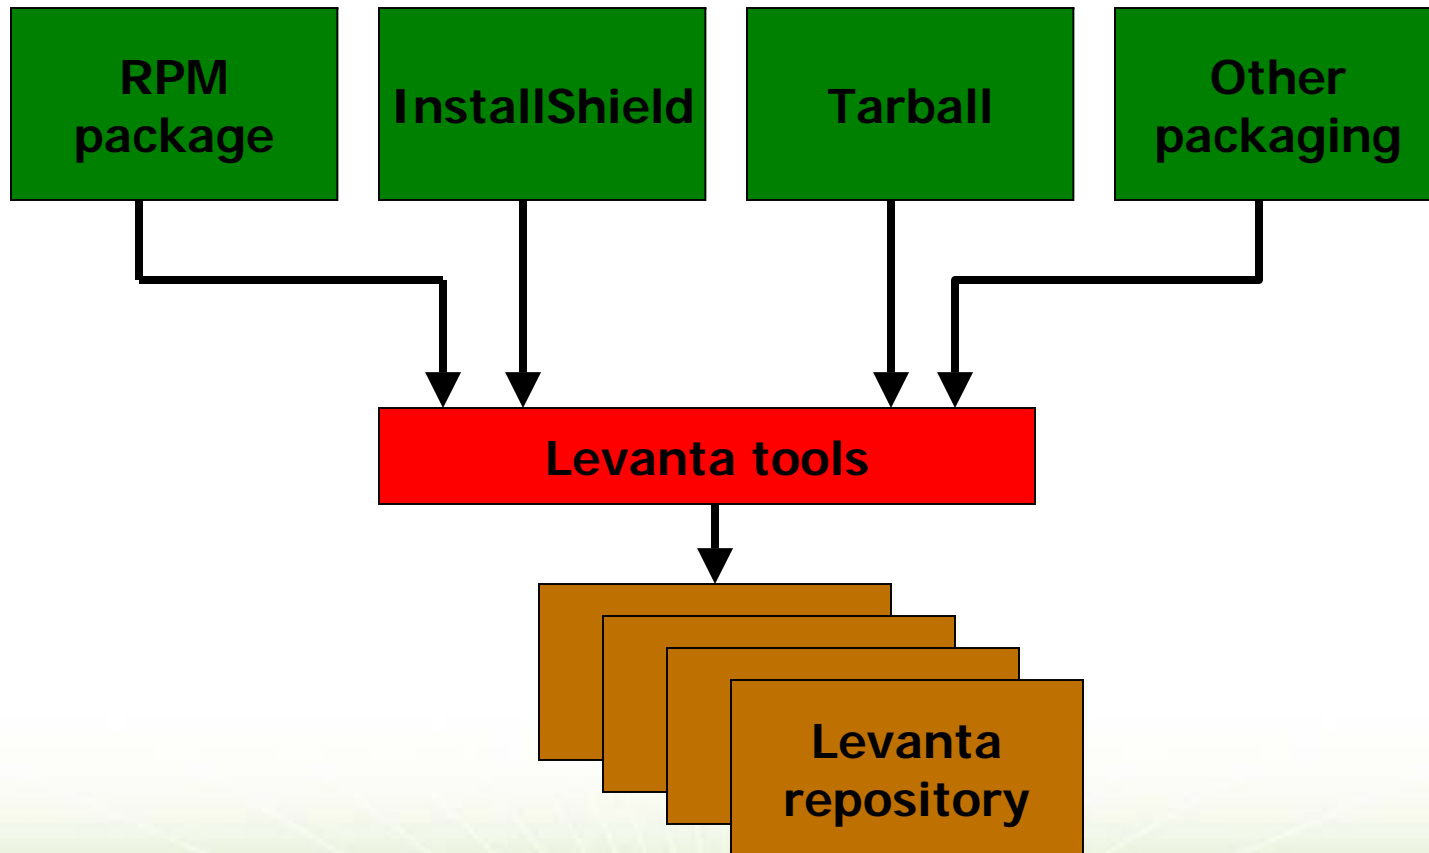 RPM
package
InstallShield
Tarball
Other
packaging
Levanta tools
Levanta
repository